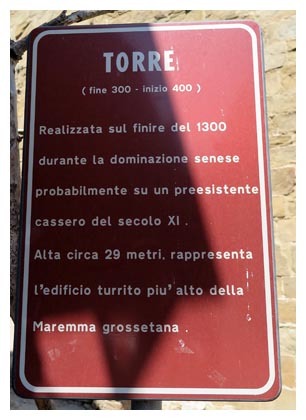 TORRE
( fine 300 - inizio 400 )
Realizzata sul finire del 1300
durante la dominazione senese
probabilmente su un preesistente
cassero del secolo XI .
Alta circa 29 metri, rappresenta
l'edificio turrito piu' alto della
Maremma grossetana .